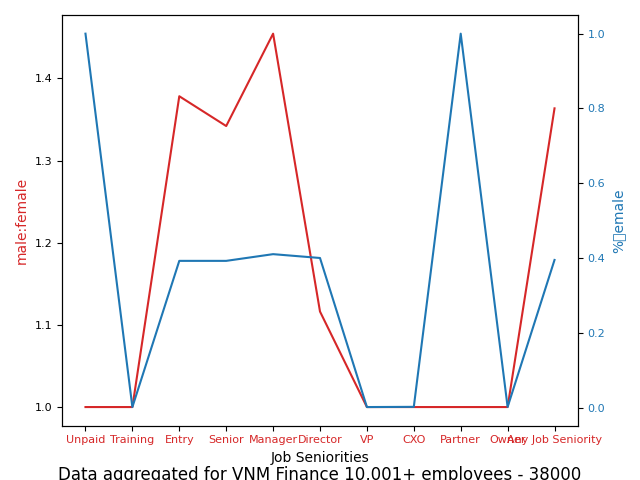 male:female
1.4
1.3
1.2
1.1
1.0
1.0
0.8
0.6
0.4
0.2
0.0
%▯emale
Unpaid Training Entry Senior Manager Director VP CXO Partner Owner Any Job Seniority
Job Seniorities
Data aggregated for VNM Finance 10,001+ employees - 38000